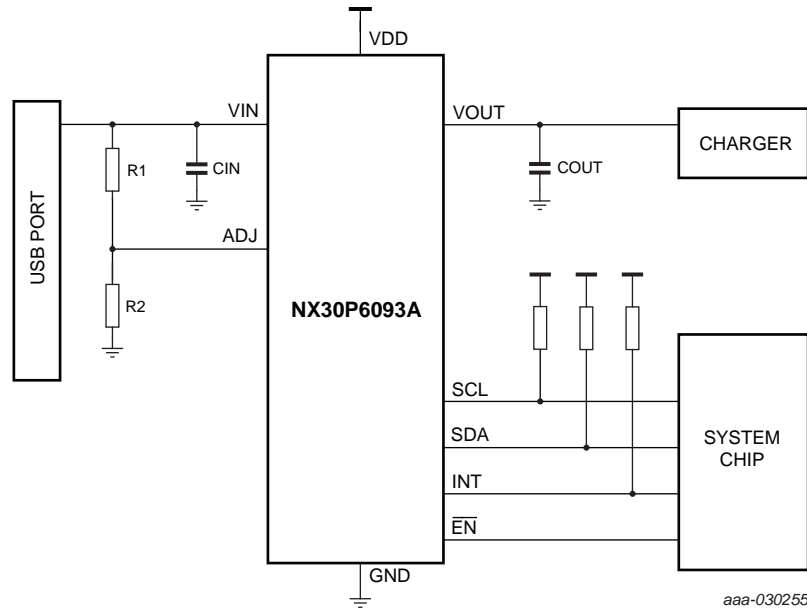 VDD
VIN
VOUT
USB PORT
R1
CIN
COUT
CHARGER
ADJ
R2
NX30P6093A
SCL
SDA
INT
EN
SYSTEM
CHIP
GND
aaa-030255